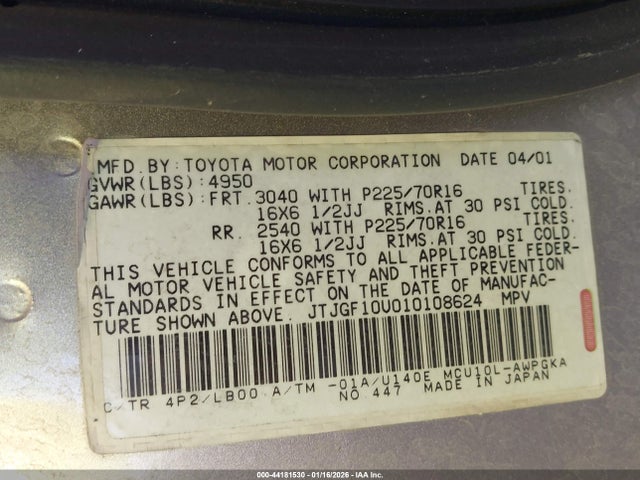 MFD.BY:TOYOTA MOTOR CORPORATION DATE 04/01
GVWR(LBS):4950
GAWR(LBS):FRT.3040 WITH P225/70R16 TIRES.
16X6 1/2JJ RIMS.AT 30 PSI COLD.
RR. 2540 WITH P225/70R16 TIRES.
16X6 1/2JJ RIMS.AT 30 PSI COLD.
THIS VEHICLE CONFORMS TO ALL APPLICABLE FEDER-
AL MOTOR VEHICLE SAFETY AND THEFT PREVENTION
STANDARDS IN EFFECT ON THE DATE OF MANUFAC-
TURE SHOWN ABOVE. JTJGF10U010108624 MPV
C/TR 4P2/LB00 A/TM -01A/U140E MCU10L-AWPGKA
NO.447 MADE IN JAPAN
000-44181530 - 01/16/2026 - IAA Inc.